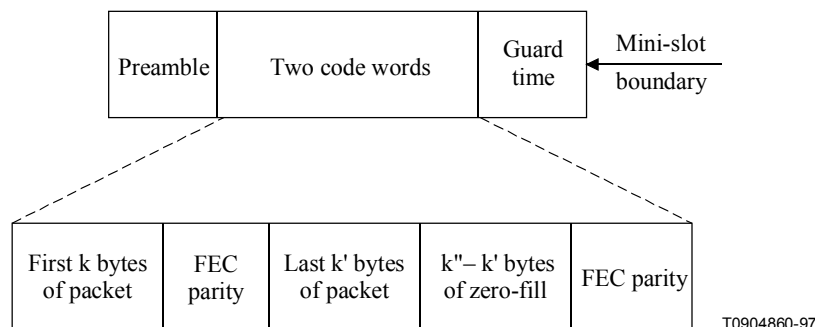 Preamble
Two code words
Guard
time
Mini-slot
boundary
First k bytes
of packet
FEC
parity
Last k' bytes
of packet
k"– k' bytes
of zero-fill
FEC parity
T0904860-97